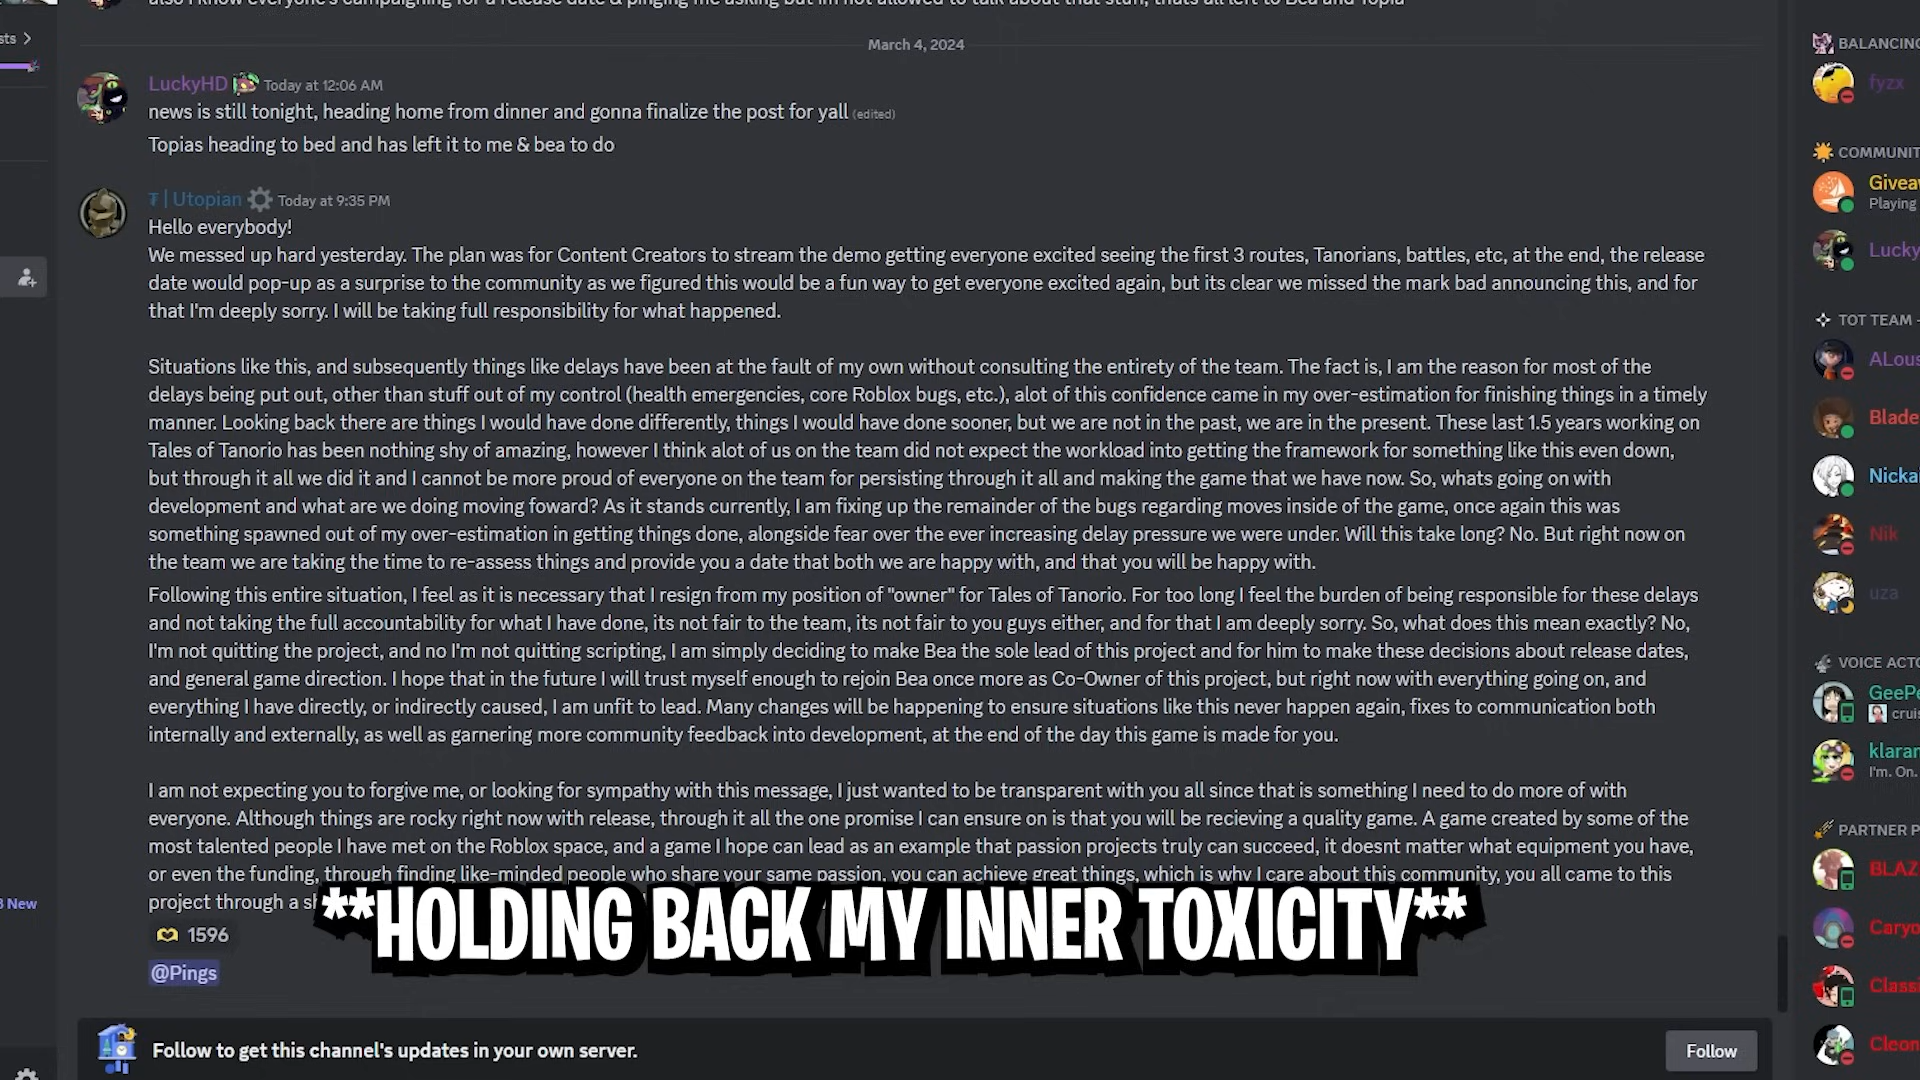 March 4, 2024
LuckyHD Today at 12:06 AM
news is still tonight, heading home from dinner and gonna finalize the post for yall (edited)
Topias heading to bed and has left it to me & bea to do
₮ | Utopian Today at 9:35 PM
Hello everybody!
We messed up hard yesterday. The plan was for Content Creators to stream the demo getting everyone excited seeing the first 3 routes, Tanorians, battles, etc, at the end, the release
date would pop-up as a surprise to the community as we figured this would be a fun way to get everyone excited again, but its clear we missed the mark bad announcing this, and for
that I'm deeply sorry. I will be taking full responsibility for what happened.
Situations like this, and subsequently things like delays have been at the fault of my own without consulting the entirety of the team. The fact is, I am the reason for most of the
delays being put out, other than stuff out of my control (health emergencies, core Roblox bugs, etc.), alot of this confidence came in my over-estimation for finishing things in a timely
manner. Looking back there are things I would have done differently, things I would have done sooner, but we are not in the past, we are in the present. These last 1.5 years working on
Tales of Tanorio has been nothing shy of amazing, however I think alot of us on the team did not expect the workload into getting the framework for something like this even down,
but through it all we did it and I cannot be more proud of everyone on the team for persisting through it all and making the game that we have now. So, whats going on with
development and what are we doing moving foward? As it stands currently, I am fixing up the remainder of the bugs regarding moves inside of the game, once again this was
something spawned out of my over-estimation in getting things done, alongside fear over the ever increasing delay pressure we were under. Will this take long? No. But right now on
the team we are taking the time to re-assess things and provide you a date that both we are happy with, and that you will be happy with.
Following this entire situation, I feel as it is necessary that I resign from my position of "owner" for Tales of Tanorio. For too long I feel the burden of being responsible for these delays
and not taking the full accountability for what I have done, its not fair to the team, its not fair to you guys either, and for that I am deeply sorry. So, what does this mean exactly? No,
I'm not quitting the project, and no I'm not quitting scripting, I am simply deciding to make Bea the sole lead of this project and for him to make these decisions about release dates,
and general game direction. I hope that in the future I will trust myself enough to rejoin Bea once more as Co-Owner of this project, but right now with everything going on, and
everything I have directly, or indirectly caused, I am unfit to lead. Many changes will be happening to ensure situations like this never happen again, fixes to communication both
internally and externally, as well as garnering more community feedback into development, at the end of the day this game is made for you.
I am not expecting you to forgive me, or looking for sympathy with this message, I just wanted to be transparent with you all since that is something I need to do more of with
everyone. Although things are rocky right now with release, through it all the one promise I can ensure on is that you will be recieving a quality game. A game created by some of the
most talented people I have met on the Roblox space, and a game I hope can lead as an example that passion projects truly can succeed, it doesnt matter what equipment you have,
or even the funding, through finding like-minded people who share your same passion, you can achieve great things, which is why I care about this community, you all came to this
project through a
**HOLDING BACK MY INNER TOXICITY**
1596
@Pings
Follow to get this channel's updates in your own server.
Follow
New
BALANCING
fyzx
COMMUNIT
Giveaw
Playing
Lucky
TOT TEAM -
ALous
Blade
Nicka
Nik
uza
VOICE ACTO
GeePe
cruis
klaran
I'm. On.
PARTNER P
BLAZ
Caryo
Classi
Cleon